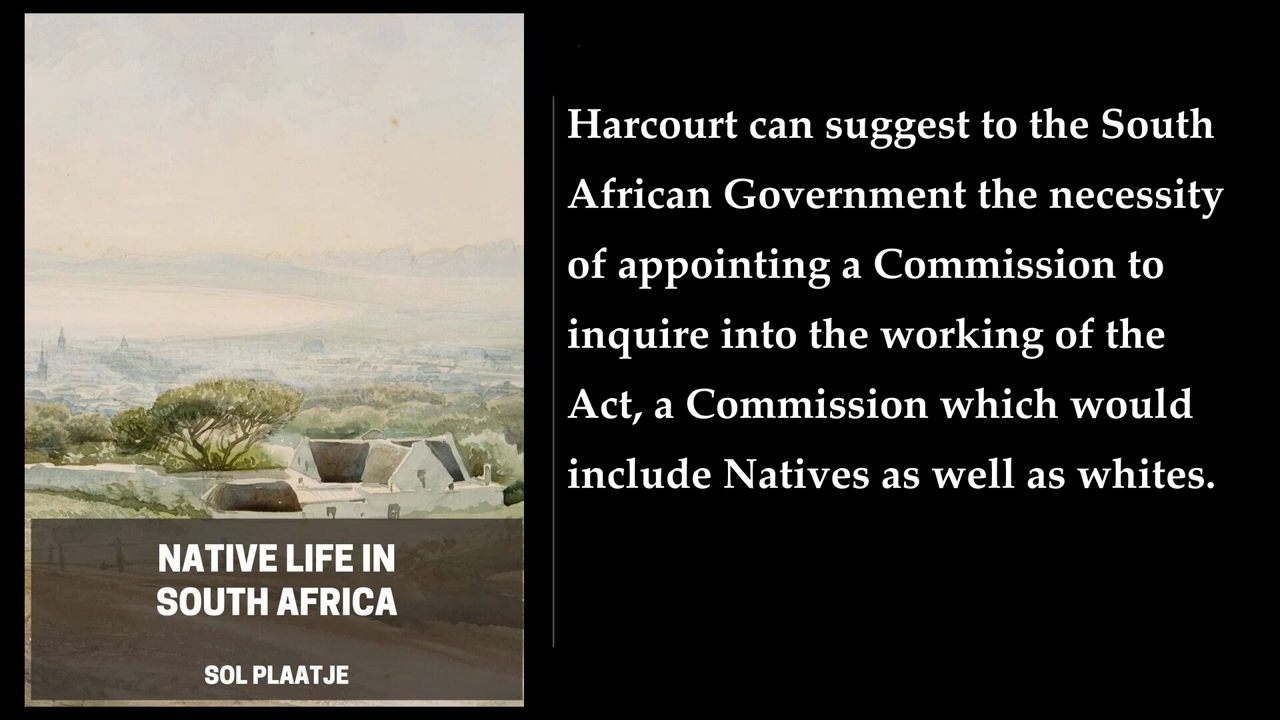 NATIVE LIFE IN
SOUTH AFRICA
SOL PLAATJE
Harcourt can suggest to the South
African Government the necessity
of appointing a Commission to
inquire into the working of the
Act, a Commission which would
include Natives as well as whites.